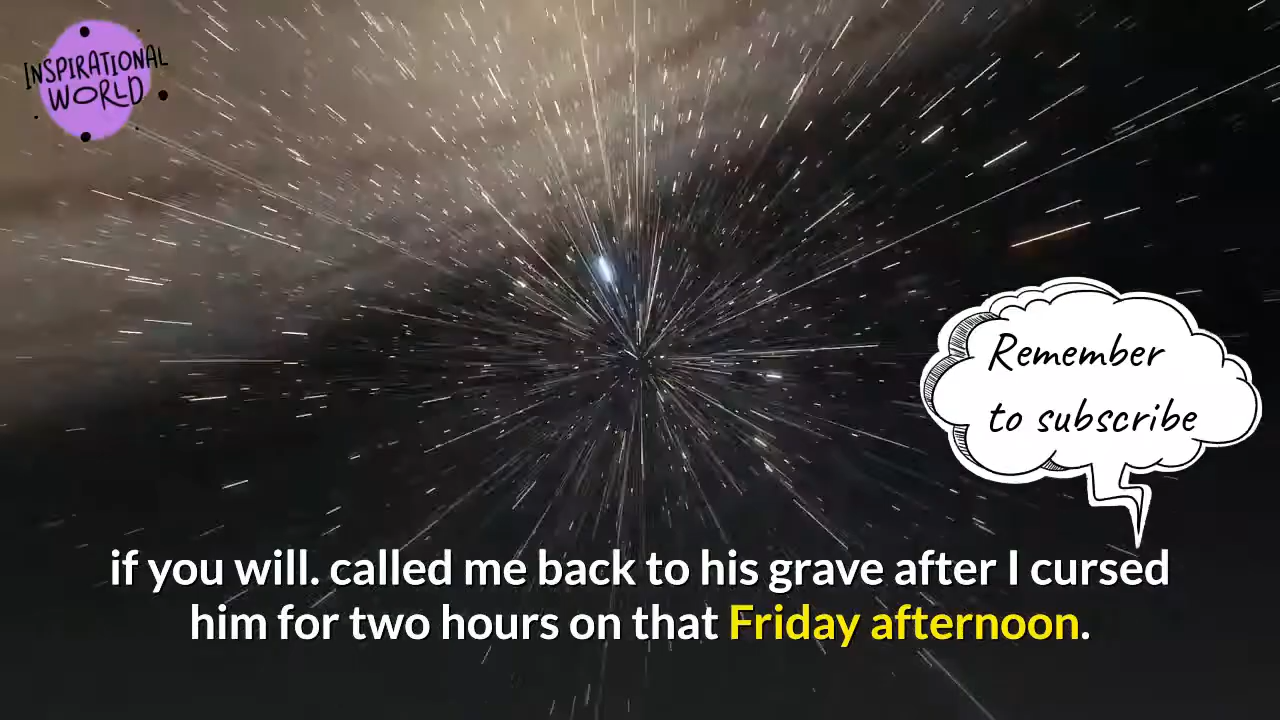 INSPIRATIONAL
WORLD
Remember
to subscribe
if you will. called me back to his grave after I cursed
him for two hours on that Friday afternoon.